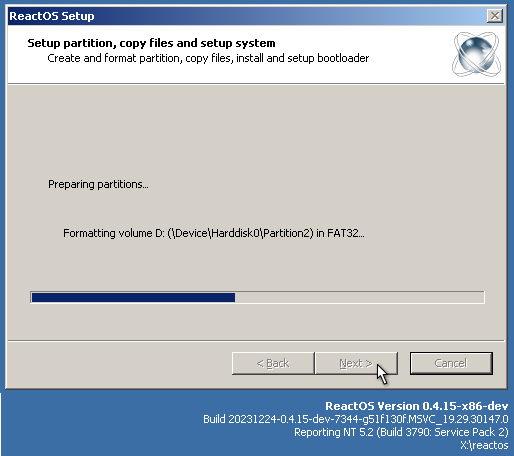 ReactOS Setup
Setup partition, copy files and setup system
Create and format partition, copy files, install and setup bootloader
Preparing partitions...
Formatting volume D: (\Device\Harddisk0\Partition2) in FAT32...
< Back
Next >
Cancel
ReactOS Version 0.4.15-x86-dev
Build 20231224-0.4.15-dev-7344-g51f130f.MSVC_19.29.30147.0
Reporting NT 5.2 (Build 3790: Service Pack 2)
X:\reactos